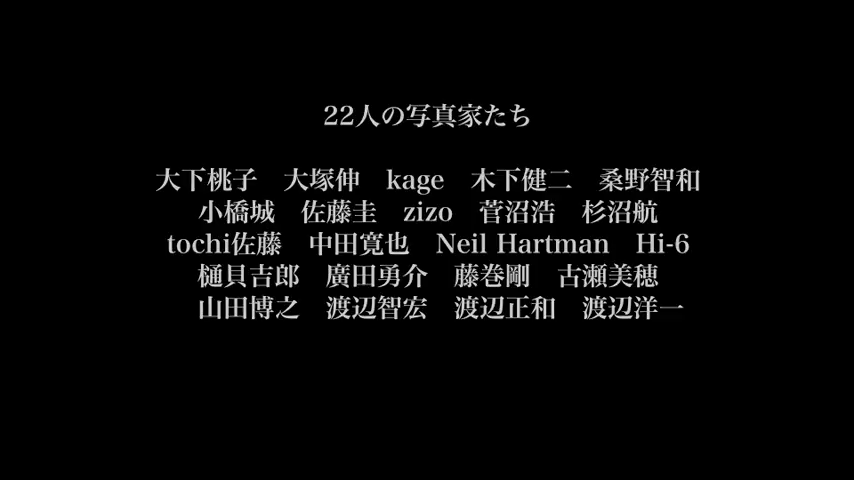 22人の写真家たち
大下桃子　大塚伸　kage　木下健二　桑野智和
小橋城　佐藤圭　zizo　菅沼浩　杉沼航
tochi佐藤　中田寛也　Neil Hartman　Hi-6
樋貝吉郎　廣田勇介　藤巻剛　古瀬美穂
山田博之　渡辺智宏　渡辺正和　渡辺洋一